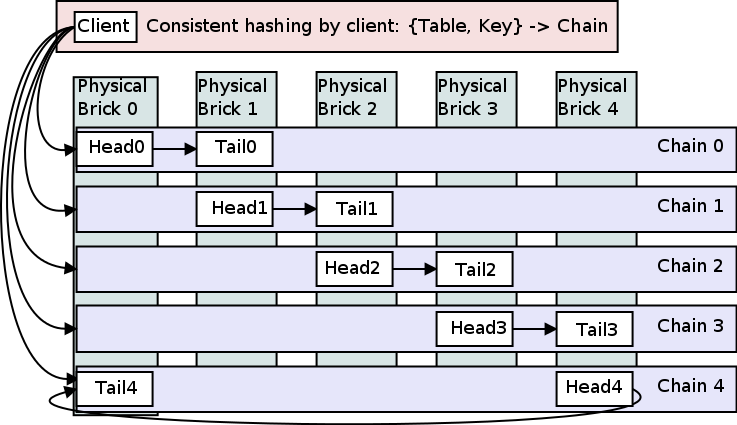 Client
Consistent hashing by client: {Table, Key} -> Chain
Physical
Brick 0
Physical
Brick 1
Physical
Brick 2
Physical
Brick 3
Physical
Brick 4
Head0
Tail0
Chain 0
Head1
Tail1
Chain 1
Head2
Tail2
Chain 2
Head3
Tail3
Chain 3
Tail4
Head4
Chain 4